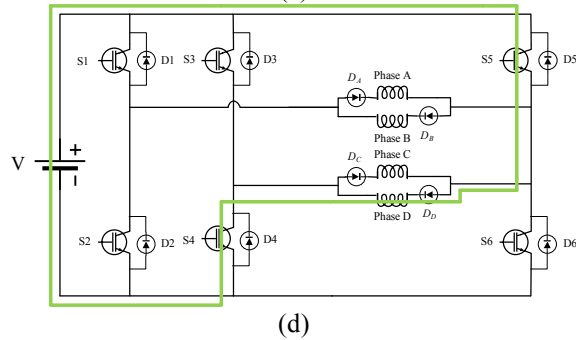 S1
D1
S3
D3
S5
D5
D_A
Phase A
Phase B
D_B
V
+
−
D_C
Phase C
Phase D
D_D
S2
D2
S4
D4
S6
D6
(d)